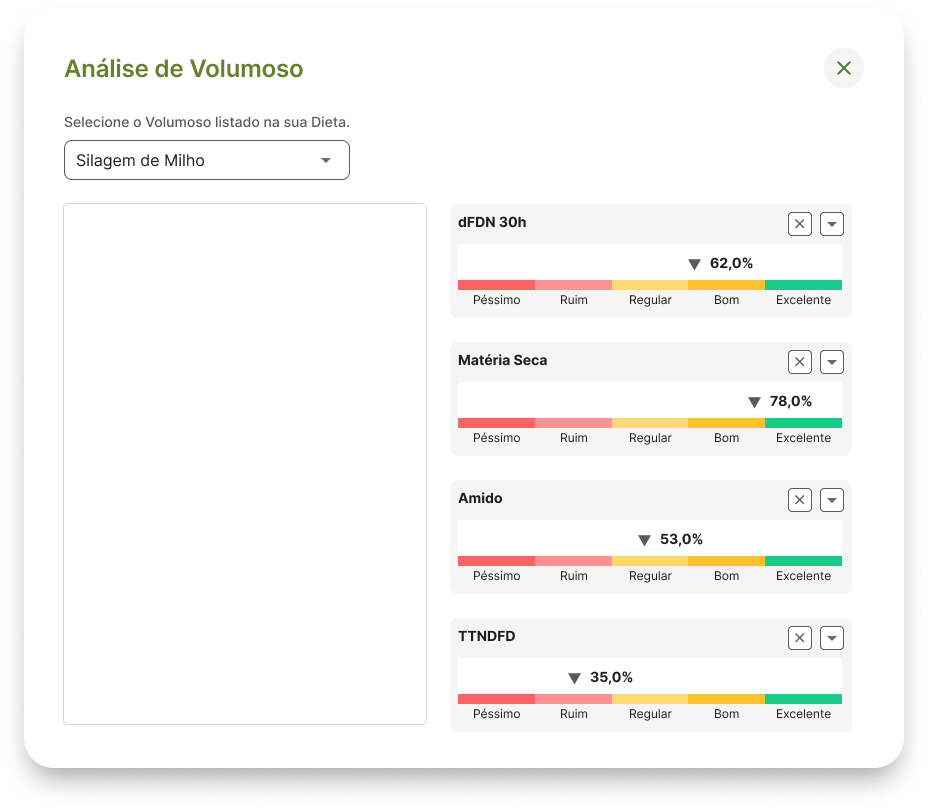 Análise de Volumoso
Selecione o Volumoso listado na sua Dieta.
Silagem de Milho
dFDN 30h
62,0%
Péssimo Ruim Regular Bom Excelente
Matéria Seca
78,0%
Péssimo Ruim Regular Bom Excelente
Amido
53,0%
Péssimo Ruim Regular Bom Excelente
TTNDFD
35,0%
Péssimo Ruim Regular Bom Excelente